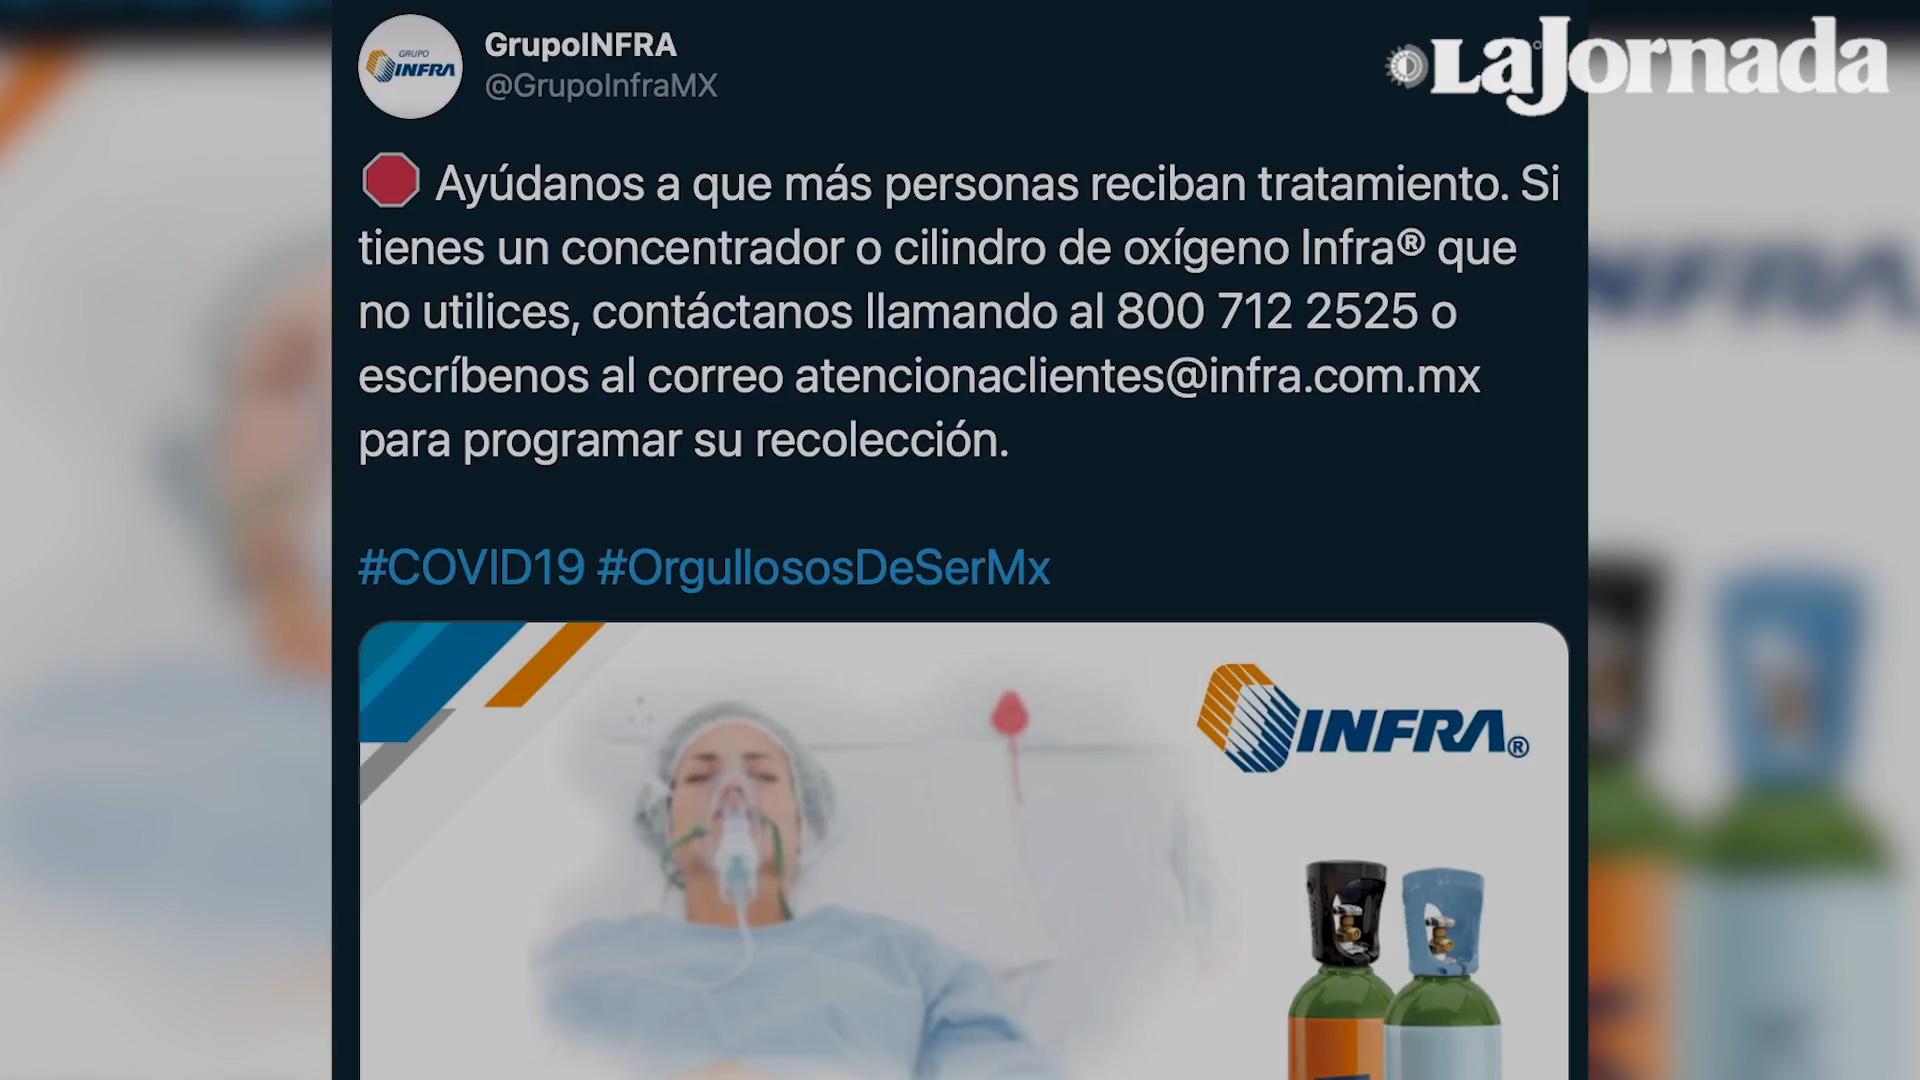 GRUPO
INFRA
GrupoINFRA
@GrupoInfraMX
LaJornada
🛑 Ayúdanos a que más personas reciban tratamiento. Si
tienes un concentrador o cilindro de oxígeno Infra® que
no utilices, contáctanos llamando al 800 712 2525 o
escríbenos al correo atencionaclientes@infra.com.mx
para programar su recolección.
#COVID19 #OrgullososDeSerMx
INFRA®